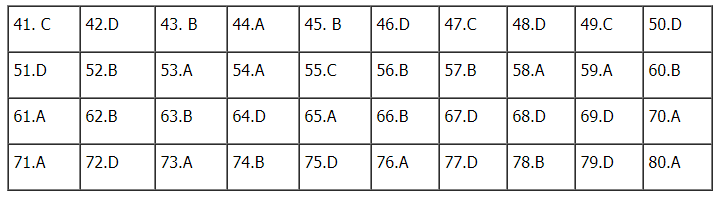 41. C 42.D 43. B 44.A 45. B 46.D 47.C 48.D 49.C 50.D
51.D 52.B 53.A 54.A 55.C 56.B 57.B 58.A 59.A 60.B
61.A 62.B 63.B 64.D 65.A 66.B 67.D 68.D 69.D 70.A
71.A 72.D 73.A 74.B 75.D 76.A 77.D 78.B 79.D 80.A